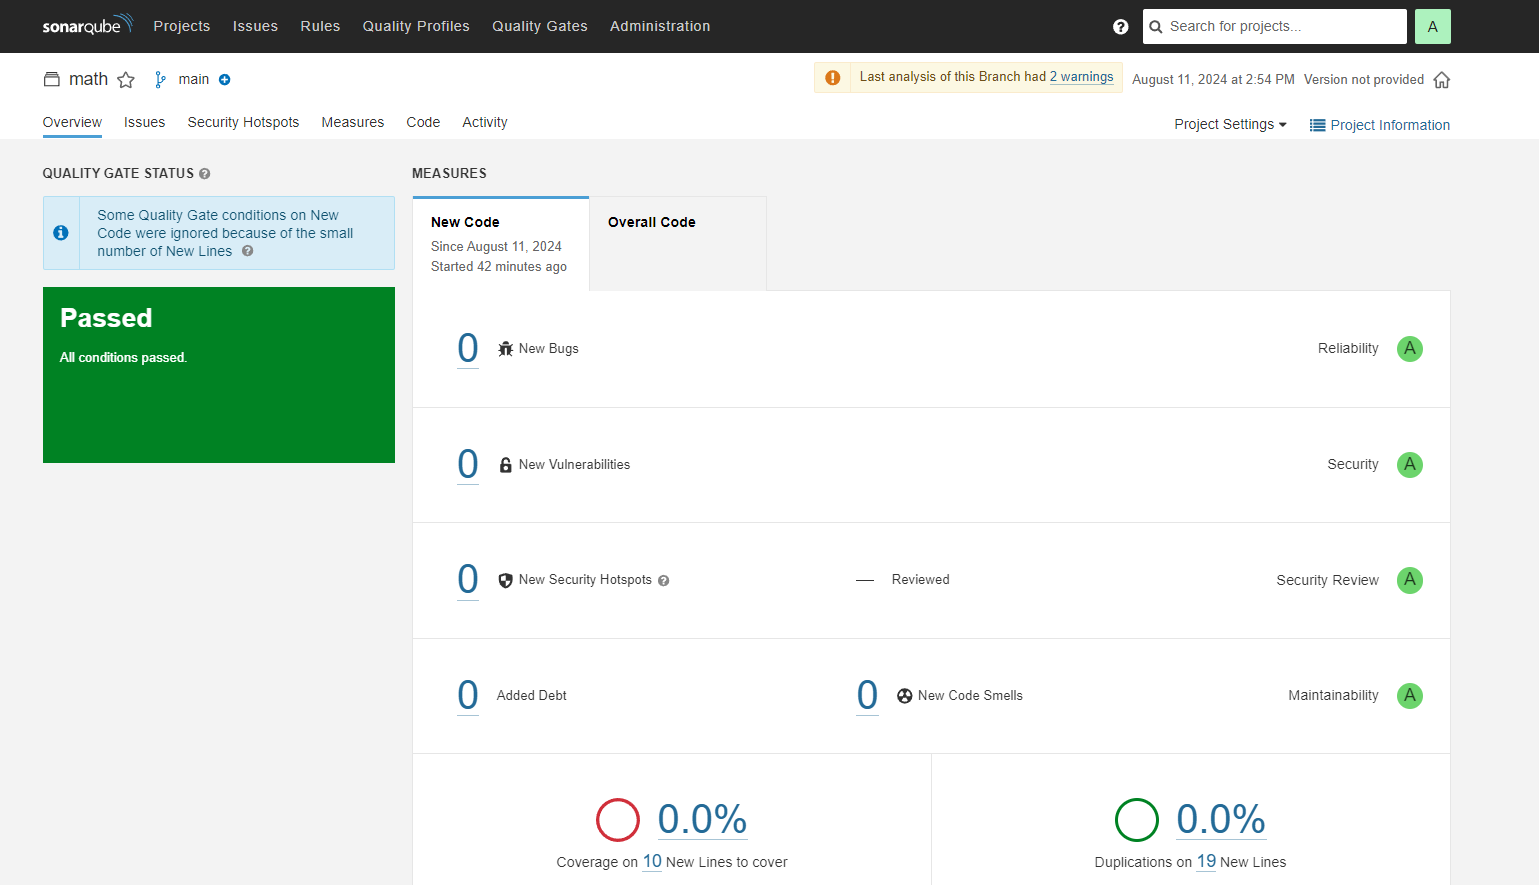 sonarqube Projects Issues Rules Quality Profiles Quality Gates Administration ? Search for projects... A
math main Last analysis of this Branch had 2 warnings August 11, 2024 at 2:54 PM Version not provided
Overview Issues Security Hotspots Measures Code Activity Project Settings Project Information
QUALITY GATE STATUS ?
Some Quality Gate conditions on New
Code were ignored because of the small
number of New Lines ?
Passed
All conditions passed.
MEASURES
New Code
Since August 11, 2024
Started 42 minutes ago
Overall Code
0 New Bugs Reliability A
0 New Vulnerabilities Security A
0 New Security Hotspots ? — Reviewed Security Review A
0 Added Debt 0 New Code Smells Maintainability A
0.0%
Coverage on 10 New Lines to cover
0.0%
Duplications on 19 New Lines